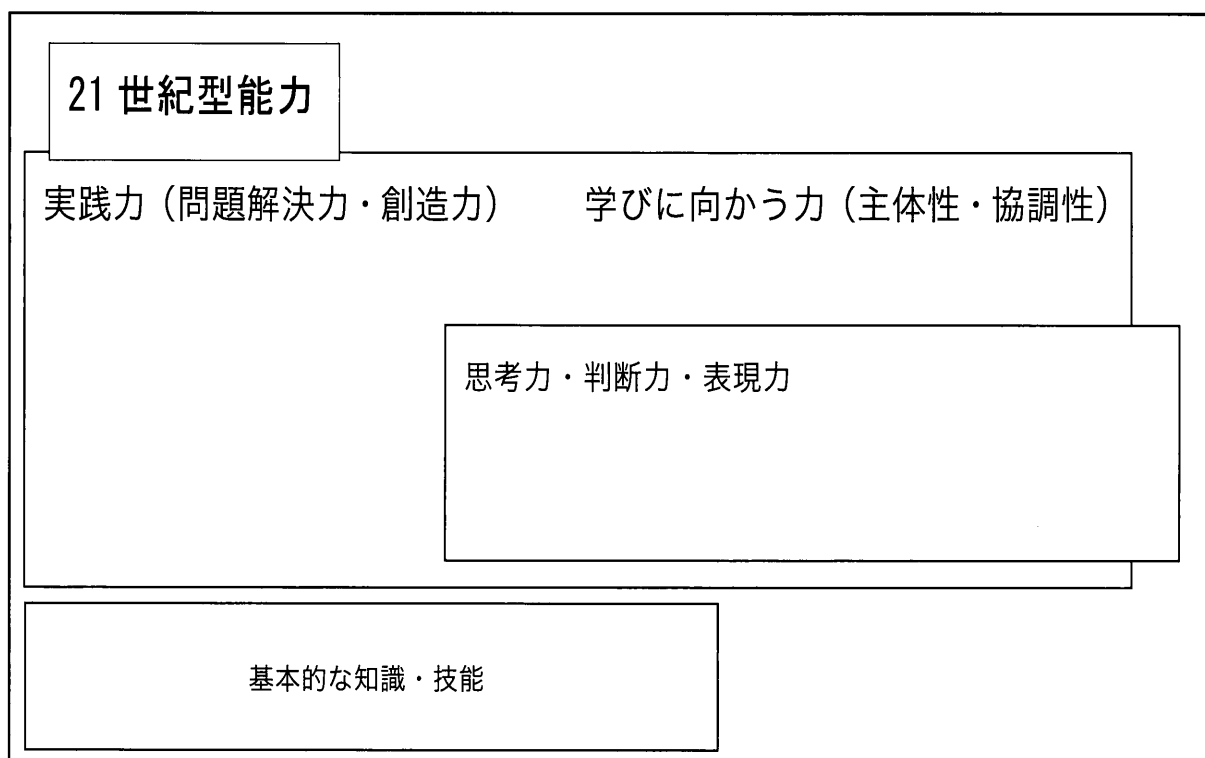 21世紀型能力
実践力（問題解決力・創造力）　学びに向かう力（主体性・協調性）
思考力・判断力・表現力
基本的な知識・技能